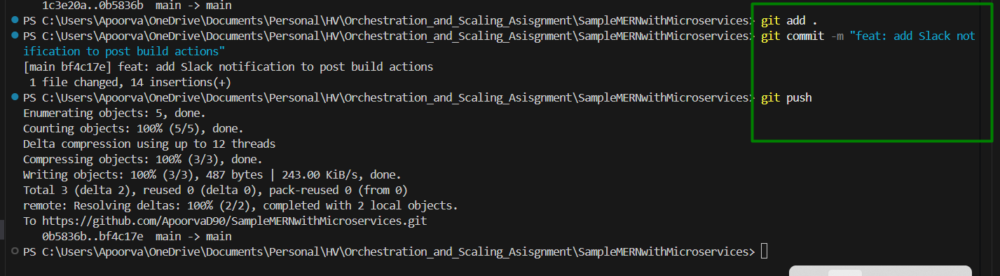 1c3e20a..0b5836b  main -> main
PS C:\Users\Apoorva\OneDrive\Documents\Personal\HV\Orchestration_and_Scaling_Asisgnment\SampleMERNwithMicroservices> git add .
PS C:\Users\Apoorva\OneDrive\Documents\Personal\HV\Orchestration_and_Scaling_Asisgnment\SampleMERNwithMicroservices> git commit -m "feat: add Slack not
ification to post build actions"
[main bf4c17e] feat: add Slack notification to post build actions
 1 file changed, 14 insertions(+)
PS C:\Users\Apoorva\OneDrive\Documents\Personal\HV\Orchestration_and_Scaling_Asisgnment\SampleMERNwithMicroservices> git push
Enumerating objects: 5, done.
Counting objects: 100% (5/5), done.
Delta compression using up to 12 threads
Compressing objects: 100% (3/3), done.
Writing objects: 100% (3/3), 487 bytes | 243.00 KiB/s, done.
Total 3 (delta 2), reused 0 (delta 0), pack-reused 0 (from 0)
remote: Resolving deltas: 100% (2/2), completed with 2 local objects.
To https://github.com/ApoorvaD90/SampleMERNwithMicroservices.git
   0b5836b..bf4c17e  main -> main
PS C:\Users\Apoorva\OneDrive\Documents\Personal\HV\Orchestration_and_Scaling_Asisgnment\SampleMERNwithMicroservices>